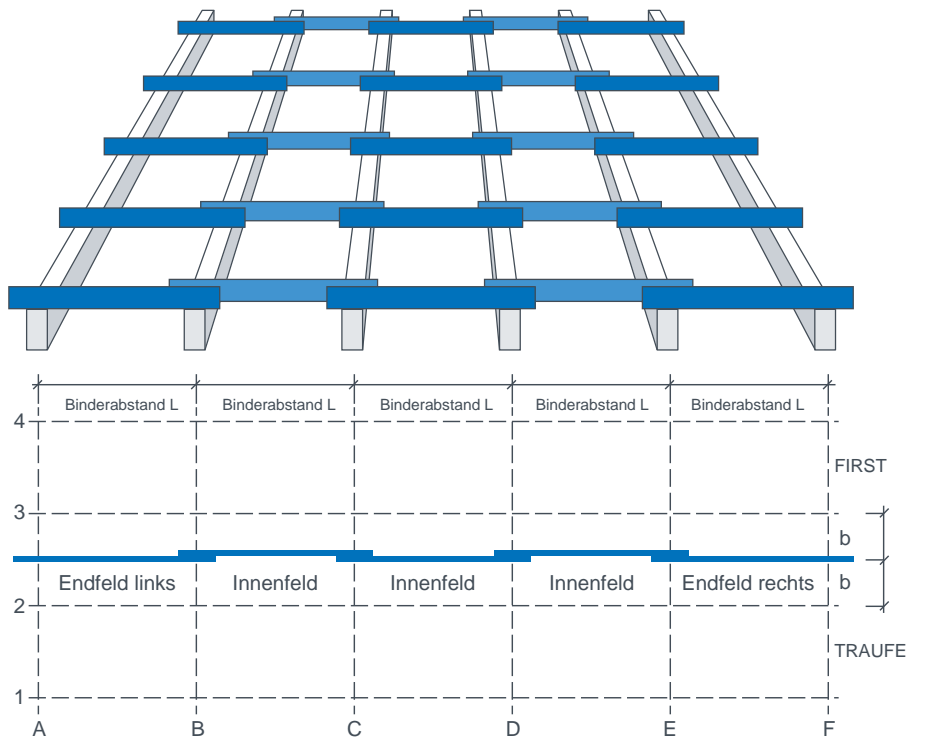 Binderabstand L Binderabstand L Binderabstand L Binderabstand L Binderabstand L
4
FIRST
3
b
Endfeld links Innenfeld Innenfeld Innenfeld Endfeld rechts b
2
TRAUFE
1
A B C D E F